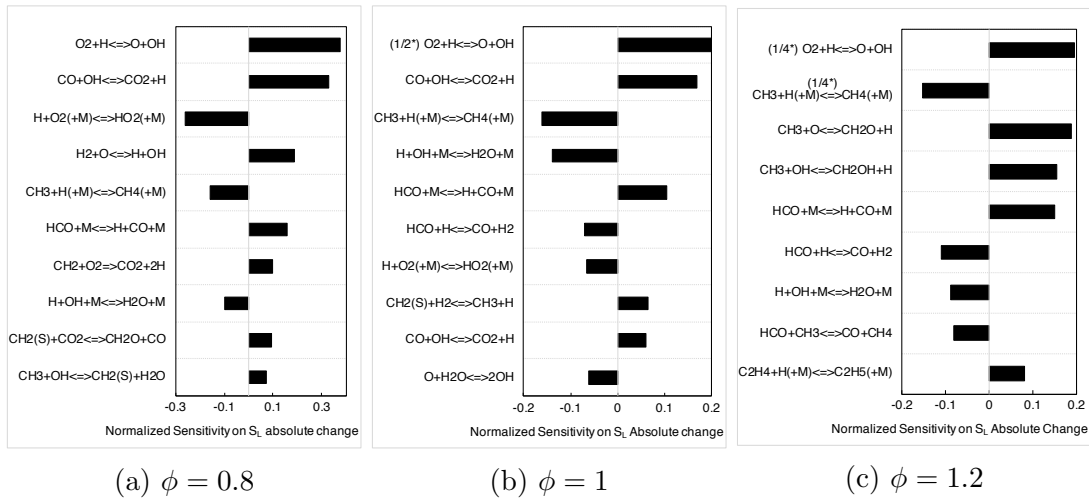 O2+H<=>O+OH
CO+OH<=>CO2+H
H+O2(+M)<=>HO2(+M)
H2+O<=>H+OH
CH3+H(+M)<=>CH4(+M)
HCO+M<=>H+CO+M
CH2+O2=>CO2+2H
H+OH+M<=>H2O+M
CH2(S)+CO2<=>CH2O+CO
CH3+OH<=>CH2(S)+H2O
-0.3 -0.1 0.1 0.3
Normalized Sensitivity on SL absolute change
(a) ϕ = 0.8
(1/2*) O2+H<=>O+OH
CO+OH<=>CO2+H
CH3+H(+M)<=>CH4(+M)
H+OH+M<=>H2O+M
HCO+M<=>H+CO+M
HCO+H<=>CO+H2
H+O2(+M)<=>HO2(+M)
CH2(S)+H2<=>CH3+H
CO+OH<=>CO2+H
O+H2O<=>2OH
-0.2 -0.1 0 0.1 0.2
Normalized Sensitivity on SL Absolute change
(b) ϕ = 1
(1/4*) O2+H<=>O+OH
(1/4*)
CH3+H(+M)<=>CH4(+M)
CH3+O<=>CH2O+H
CH3+OH<=>CH2OH+H
HCO+M<=>H+CO+M
HCO+H<=>CO+H2
H+OH+M<=>H2O+M
HCO+CH3<=>CO+CH4
C2H4+H(+M)<=>C2H5(+M)
-0.2 -0.1 0 0.1 0.2
Normalized Sensitivity on SL Absolute change
(c) ϕ = 1.2